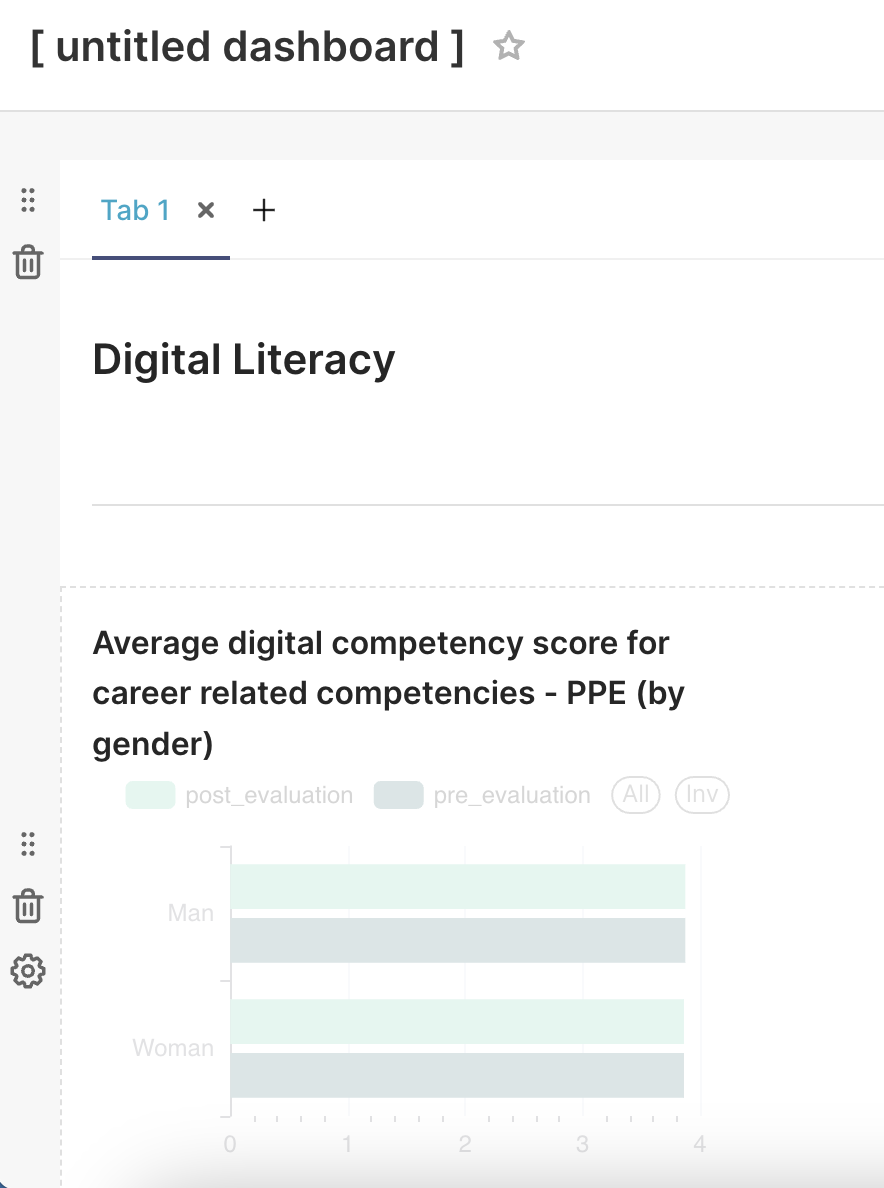 [ untitled dashboard ]
Tab 1
Digital Literacy
Average digital competency score for
career related competencies - PPE (by
gender)
post_evaluation pre_evaluation All Inv
Man
Woman
0 1 2 3 4